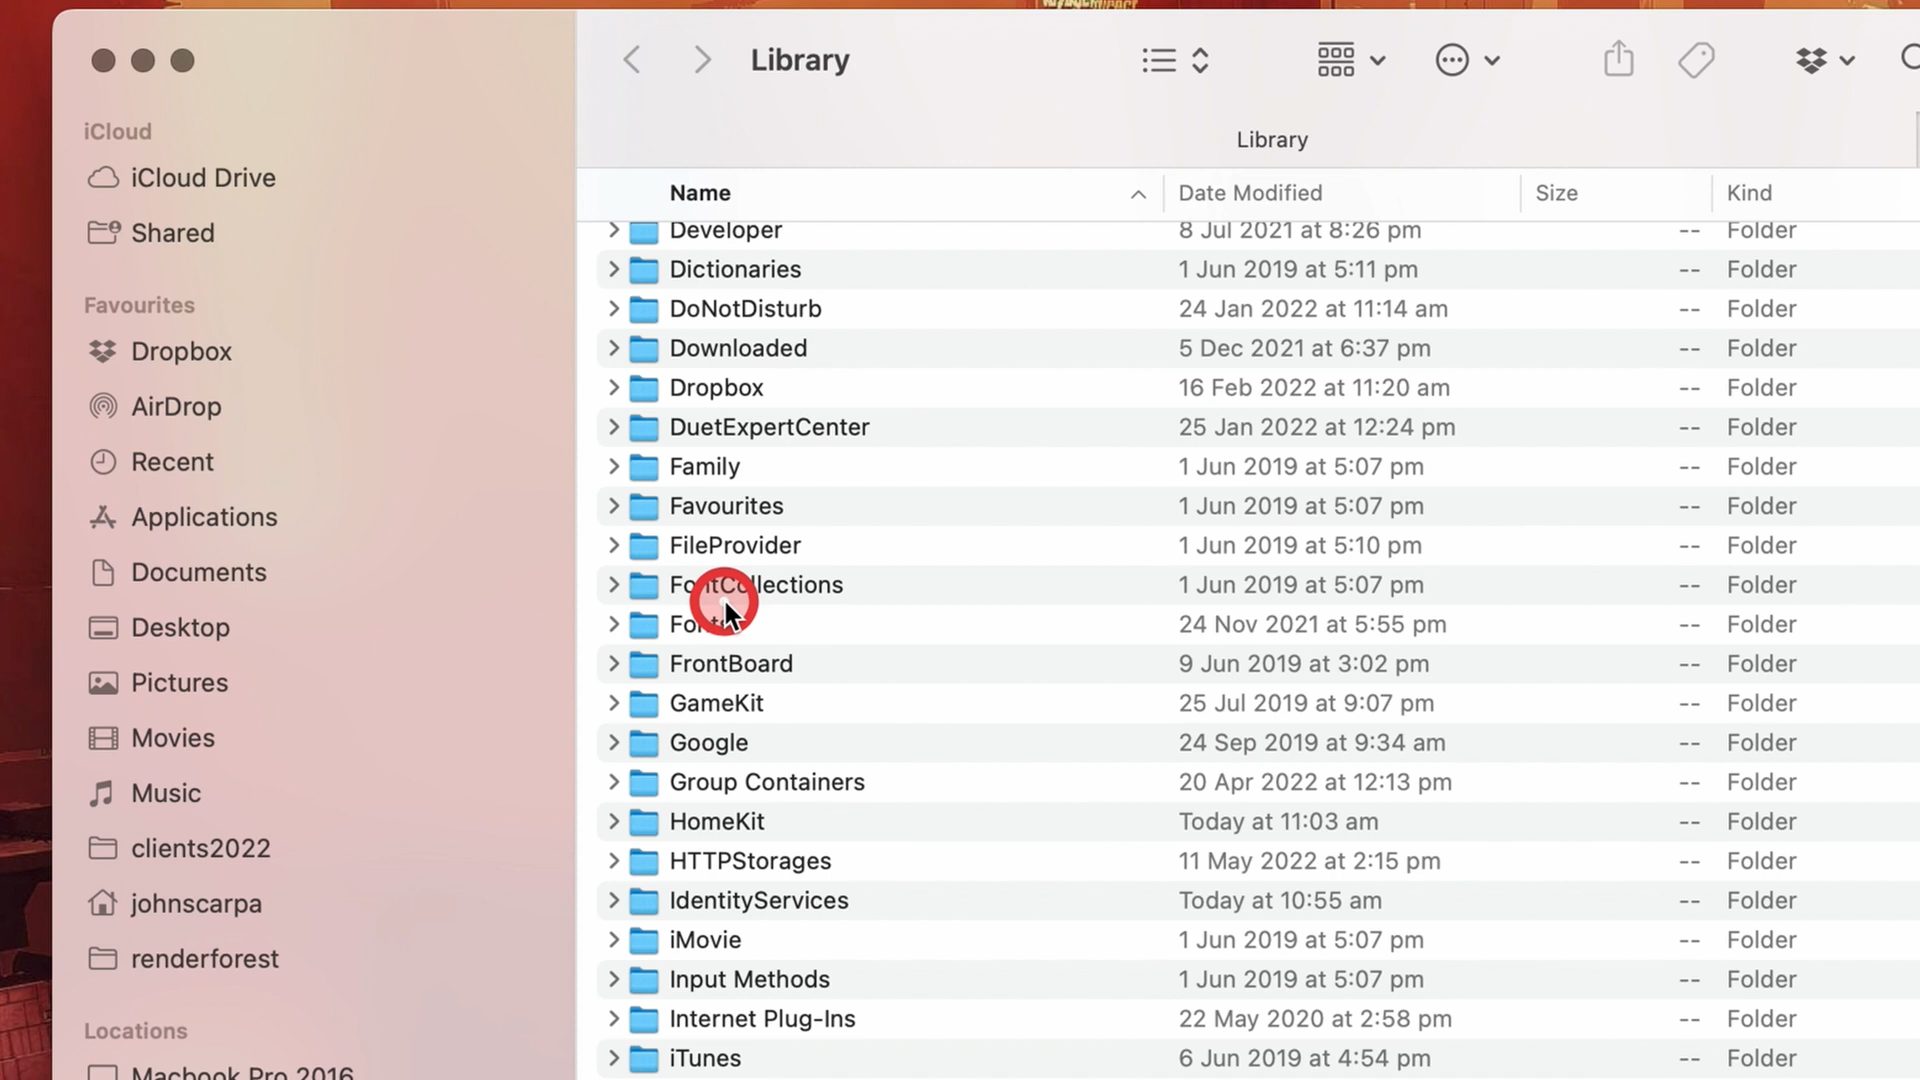 Library
Library
Name
Date Modified
Size
Kind
iCloud
iCloud Drive
Shared
Favourites
Dropbox
AirDrop
Recent
Applications
Documents
Desktop
Pictures
Movies
Music
clients2022
johnscarpa
renderforest
Locations
Macbook Pro 2016
Developer 8 Jul 2021 at 8:26 pm -- Folder
Dictionaries 1 Jun 2019 at 5:11 pm -- Folder
DoNotDisturb 24 Jan 2022 at 11:14 am -- Folder
Downloaded 5 Dec 2021 at 6:37 pm -- Folder
Dropbox 16 Feb 2022 at 11:20 am -- Folder
DuetExpertCenter 25 Jan 2022 at 12:24 pm -- Folder
Family 1 Jun 2019 at 5:07 pm -- Folder
Favourites 1 Jun 2019 at 5:07 pm -- Folder
FileProvider 1 Jun 2019 at 5:10 pm -- Folder
FontCollections 1 Jun 2019 at 5:07 pm -- Folder
Fonts 24 Nov 2021 at 5:55 pm -- Folder
FrontBoard 9 Jun 2019 at 3:02 pm -- Folder
GameKit 25 Jul 2019 at 9:07 pm -- Folder
Google 24 Sep 2019 at 9:34 am -- Folder
Group Containers 20 Apr 2022 at 12:13 pm -- Folder
HomeKit Today at 11:03 am -- Folder
HTTPStorages 11 May 2022 at 2:15 pm -- Folder
IdentityServices Today at 10:55 am -- Folder
iMovie 1 Jun 2019 at 5:07 pm -- Folder
Input Methods 1 Jun 2019 at 5:07 pm -- Folder
Internet Plug-Ins 22 May 2020 at 2:58 pm -- Folder
iTunes 6 Jun 2019 at 4:54 pm -- Folder